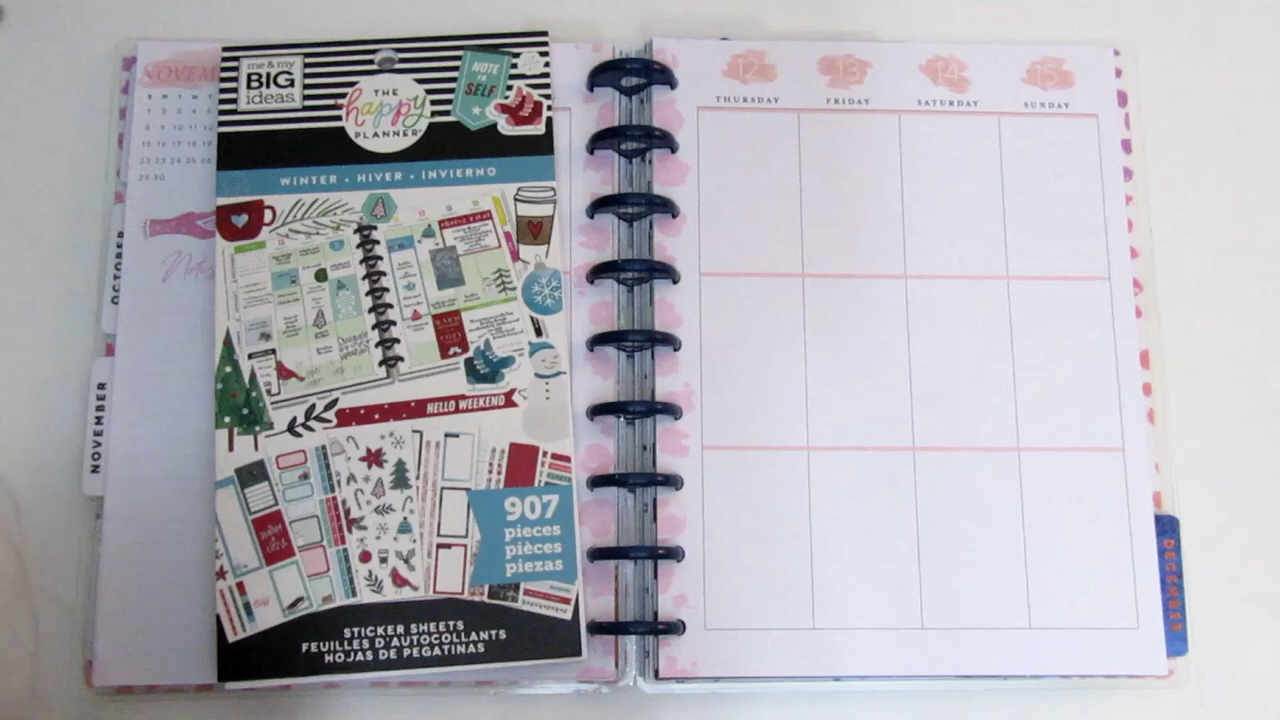 NOVEM
S M T W T
1 2 3 4 5
8 9 10 11 12
15 16 17 18 19
22 23 24 25 26
29 30
OCTOBER
NOVEMBER
me & my
BIG
ideas
THE
happy
PLANNER
NOTE
TO
SELF
WINTER • HIVER • INVIERNO
HELLO WEEKEND
907
pieces
pièces
piezas
STICKER SHEETS
FEUILLES D'AUTOCOLLANTS
HOJAS DE PEGATINAS
12 13 14 15
THURSDAY FRIDAY SATURDAY SUNDAY
DECEMBER